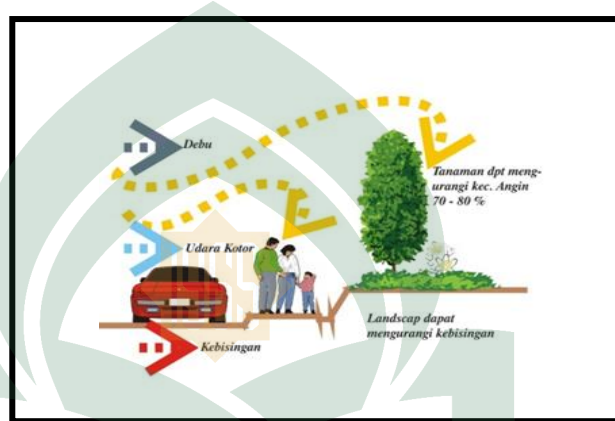 Debu
Tanaman dpt meng-
urangi kec. Angin
70 - 80 %
Udara Kotor
Landscap dapat
mengurangi kebisingan
Kebisingan